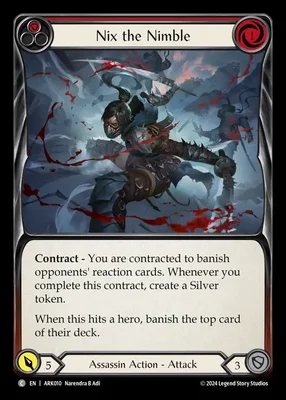 Nix the Nimble
Contract - You are contracted to banish
opponents' reaction cards. Whenever you
complete this contract, create a Silver
token.
When this hits a hero, banish the top card
of their deck.
5
Assassin Action - Attack
3
C EN | ARK010 Narendra B Adi
© 2024 Legend Story Studios